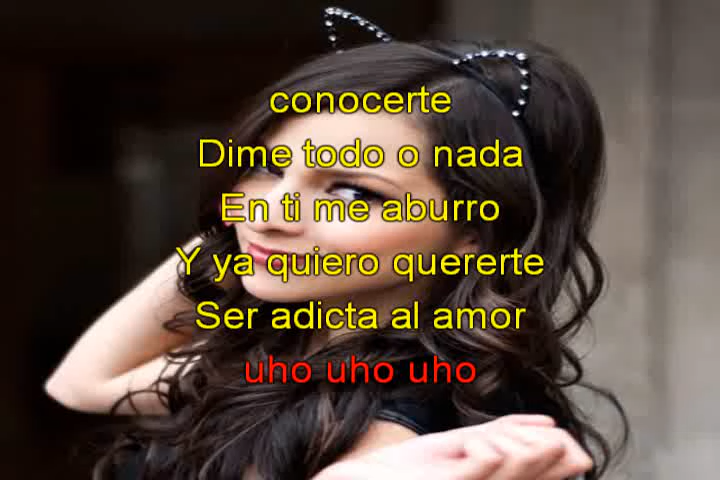 conocerte
Dime todo o nada
En ti me aburro
Y ya quiero quererte
Ser adicta al amor
uho uho uho